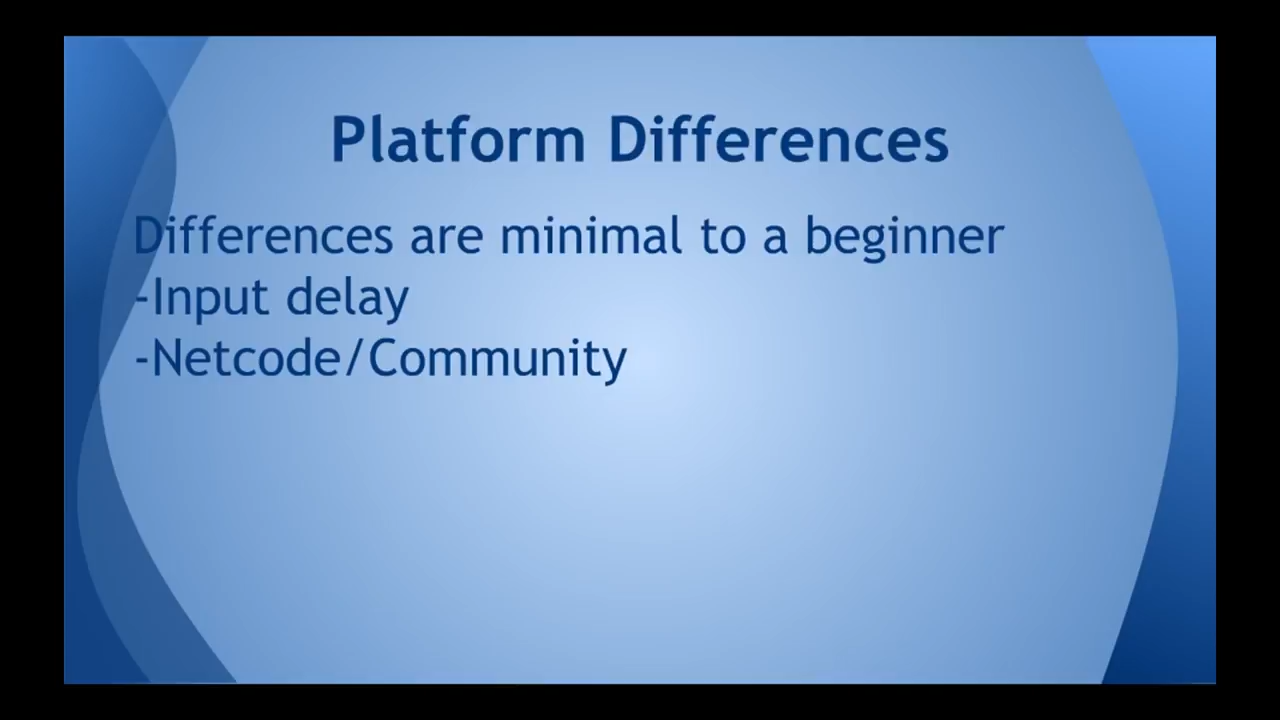 Platform Differences
Differences are minimal to a beginner
-Input delay
-Netcode/Community